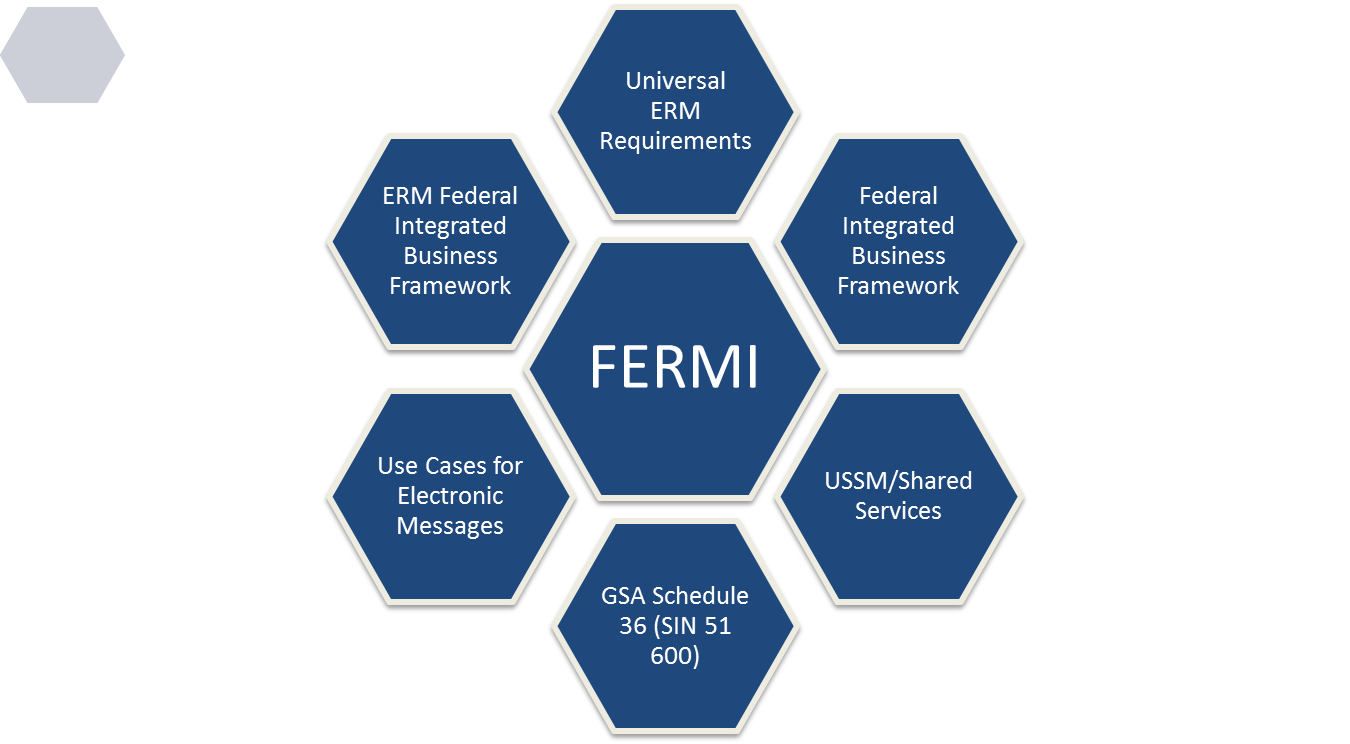 Universal
ERM
Requirements
ERM Federal
Integrated
Business
Framework
Federal
Integrated
Business
Framework
FERMI
Use Cases for
Electronic
Messages
USSM/Shared
Services
GSA Schedule
36 (SIN 51
600)